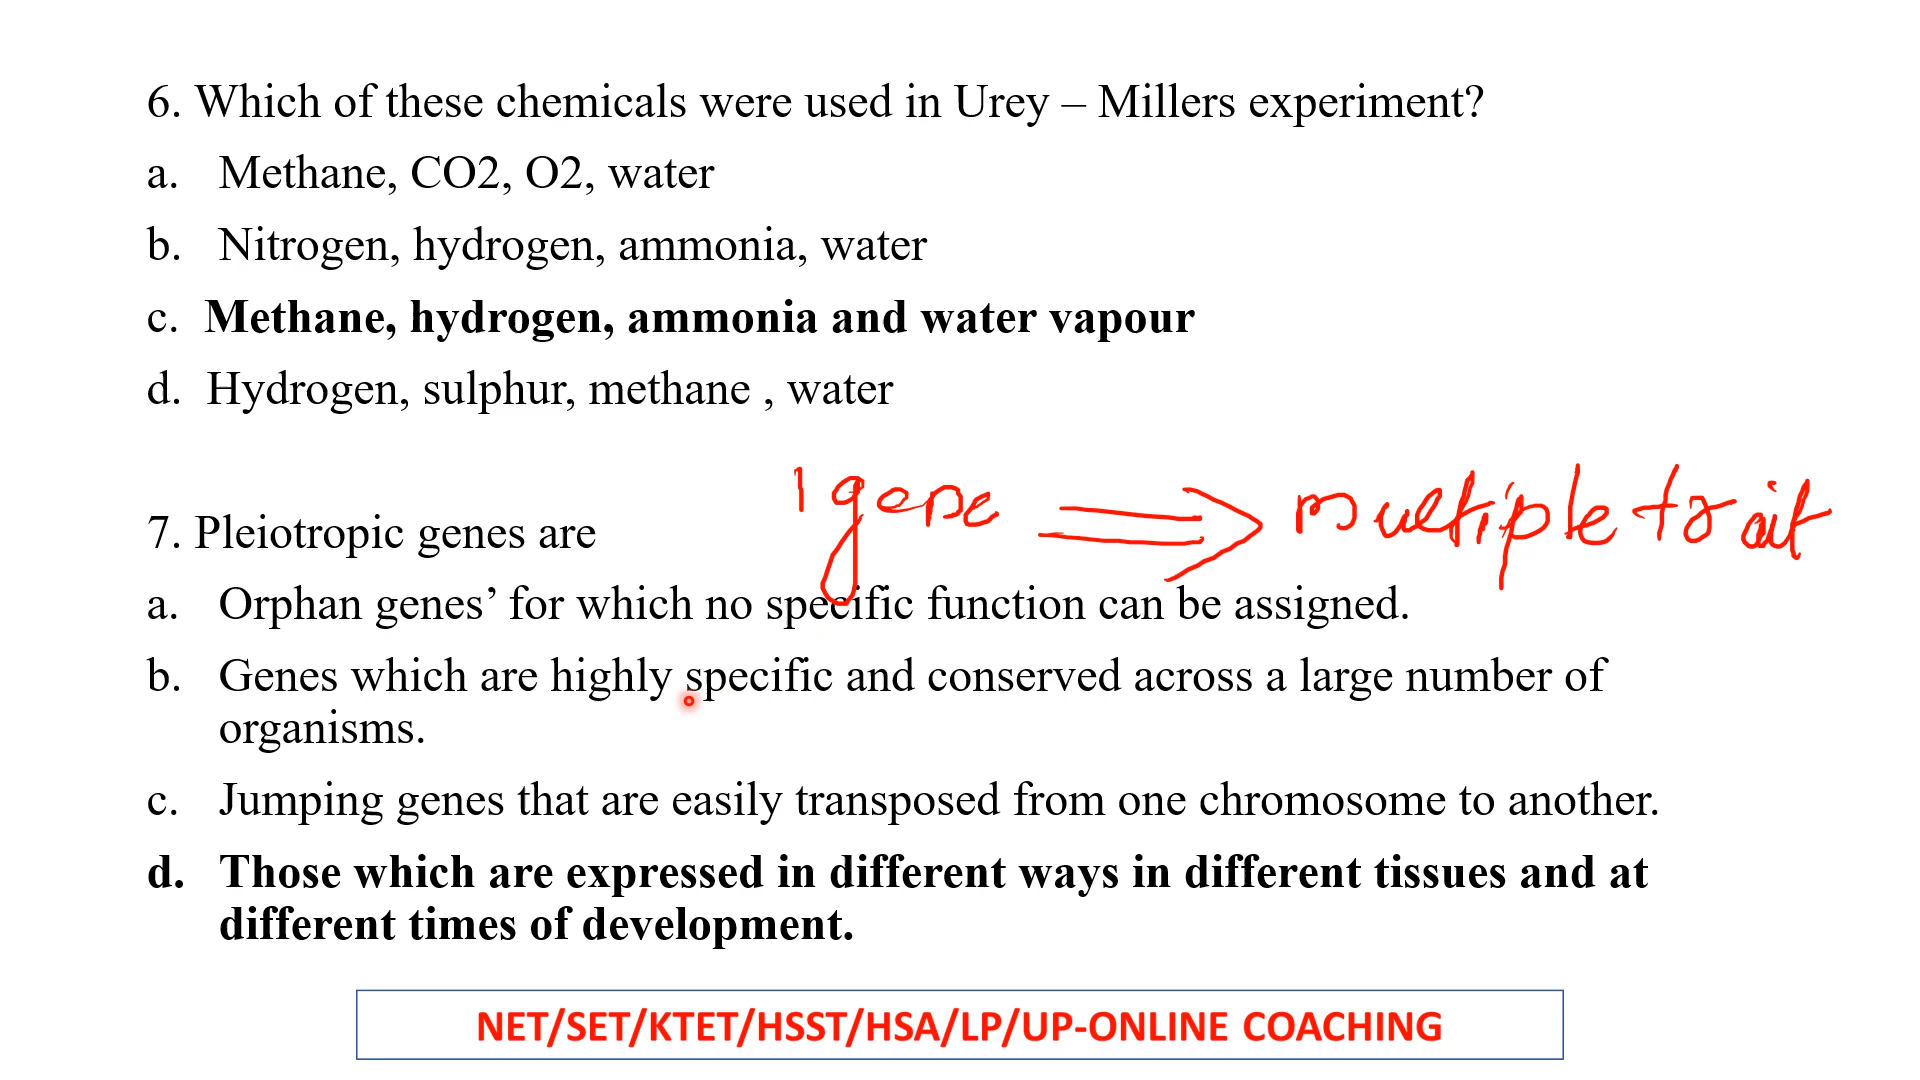 6. Which of these chemicals were used in Urey – Millers experiment?
a. Methane, CO2, O2, water
b. Nitrogen, hydrogen, ammonia, water
c. Methane, hydrogen, ammonia and water vapour
d. Hydrogen, sulphur, methane , water
1 gene ⟹ multiple trait
7. Pleiotropic genes are
a. Orphan genes’ for which no specific function can be assigned.
b. Genes which are highly specific and conserved across a large number of
organisms.
c. Jumping genes that are easily transposed from one chromosome to another.
d. Those which are expressed in different ways in different tissues and at
different times of development.
NET/SET/KTET/HSST/HSA/LP/UP-ONLINE COACHING